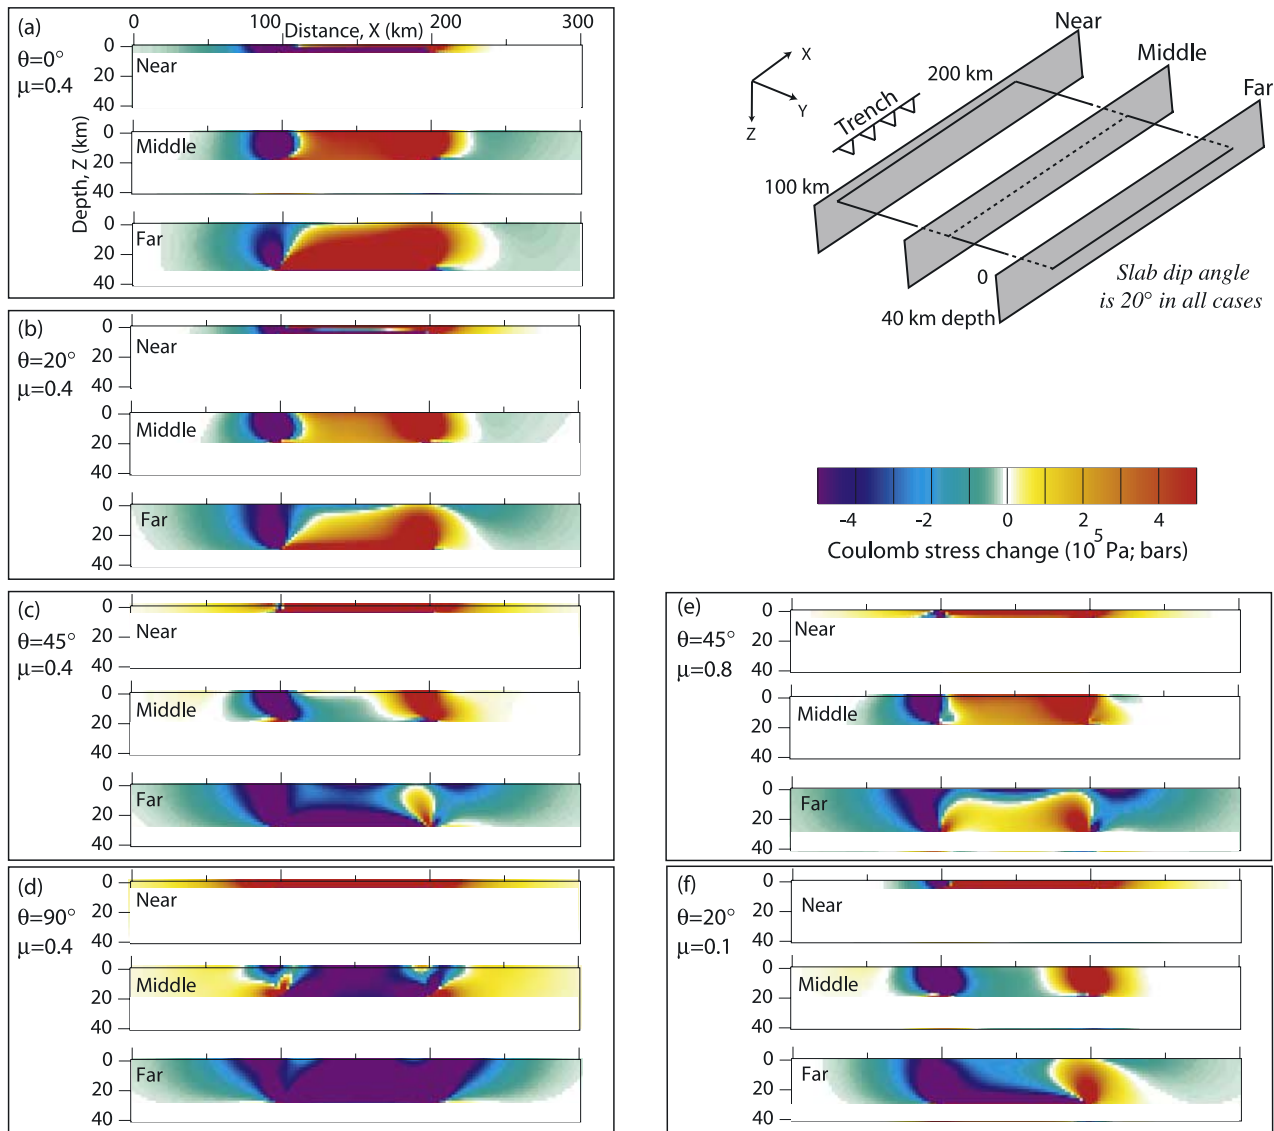 (a)
θ=0°
μ=0.4
0 100 200 300
Distance, X (km)
Depth, Z (km)
0
20
40
Near
0
20
40
Middle
0
20
40
Far
(b)
θ=20°
μ=0.4
0
20
40
Near
0
20
40
Middle
0
20
40
Far
(c)
θ=45°
μ=0.4
0
20
40
Near
0
20
40
Middle
0
20
40
Far
(d)
θ=90°
μ=0.4
0
20
40
Near
0
20
40
Middle
0
20
40
Far
X
Y
Z
Trench
Near
Middle
Far
200 km
100 km
0
40 km depth
Slab dip angle
is 20° in all cases
-4 -2 0 2 4
Coulomb stress change (10^5 Pa; bars)
(e)
θ=45°
μ=0.8
0
20
40
Near
0
20
40
Middle
0
20
40
Far
(f)
θ=20°
μ=0.1
0
20
40
Near
0
20
40
Middle
0
20
40
Far